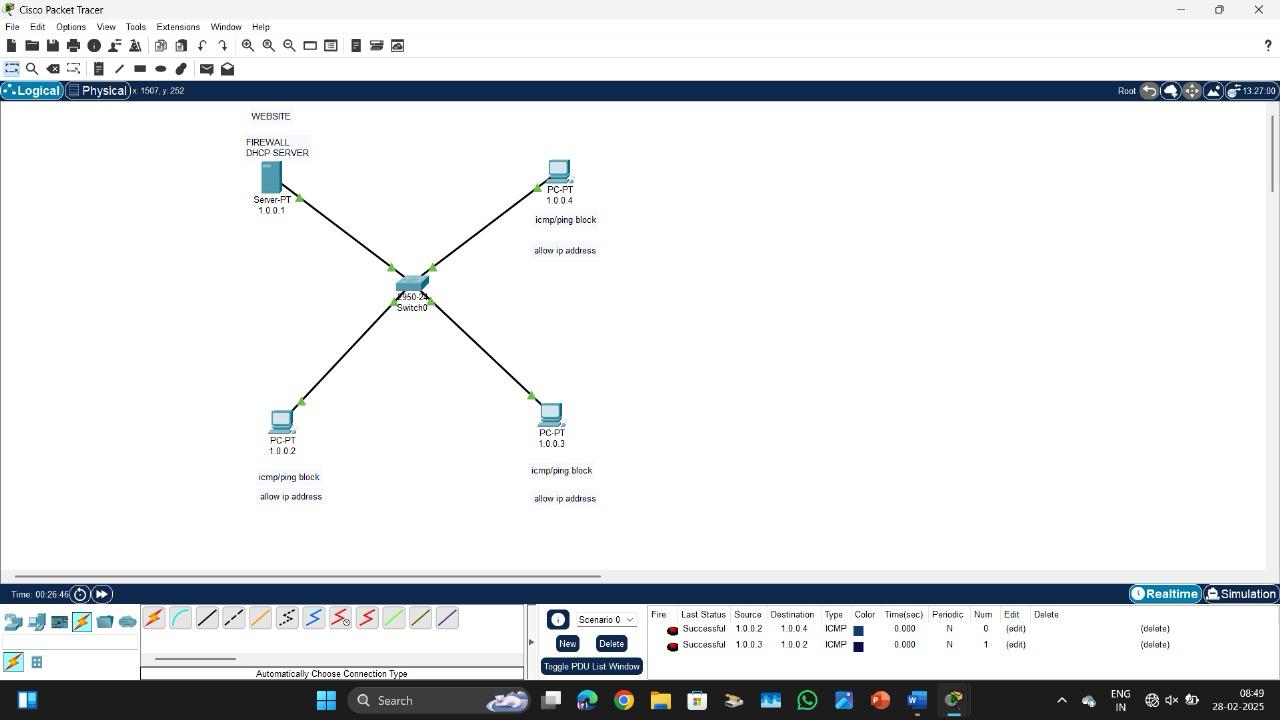 Cisco Packet Tracer
File Edit Options View Tools Extensions Window Help
?
Logical Physical x: 1507, y: 252 Root 13:27:00
WEBSITE
FIREWALL
DHCP SERVER
Server-PT
1.0.0.1
PC-PT
1.0.0.4
icmp/ping block
allow ip address
2950-24
Switch0
PC-PT
1.0.0.2
icmp/ping block
allow ip address
PC-PT
1.0.0.3
icmp/ping block
allow ip address
Time: 00:26:46 Realtime Simulation
Scenario 0
New Delete
Toggle PDU List Window
Automatically Choose Connection Type
Fire Last Status Source Destination Type Color Time(sec) Periodic Num Edit Delete
Successful 1.0.0.2 1.0.0.4 ICMP 0.000 N 0 (edit) (delete)
Successful 1.0.0.3 1.0.0.2 ICMP 0.000 N 1 (edit) (delete)
Search
ENG
IN
08:49
28-02-2025